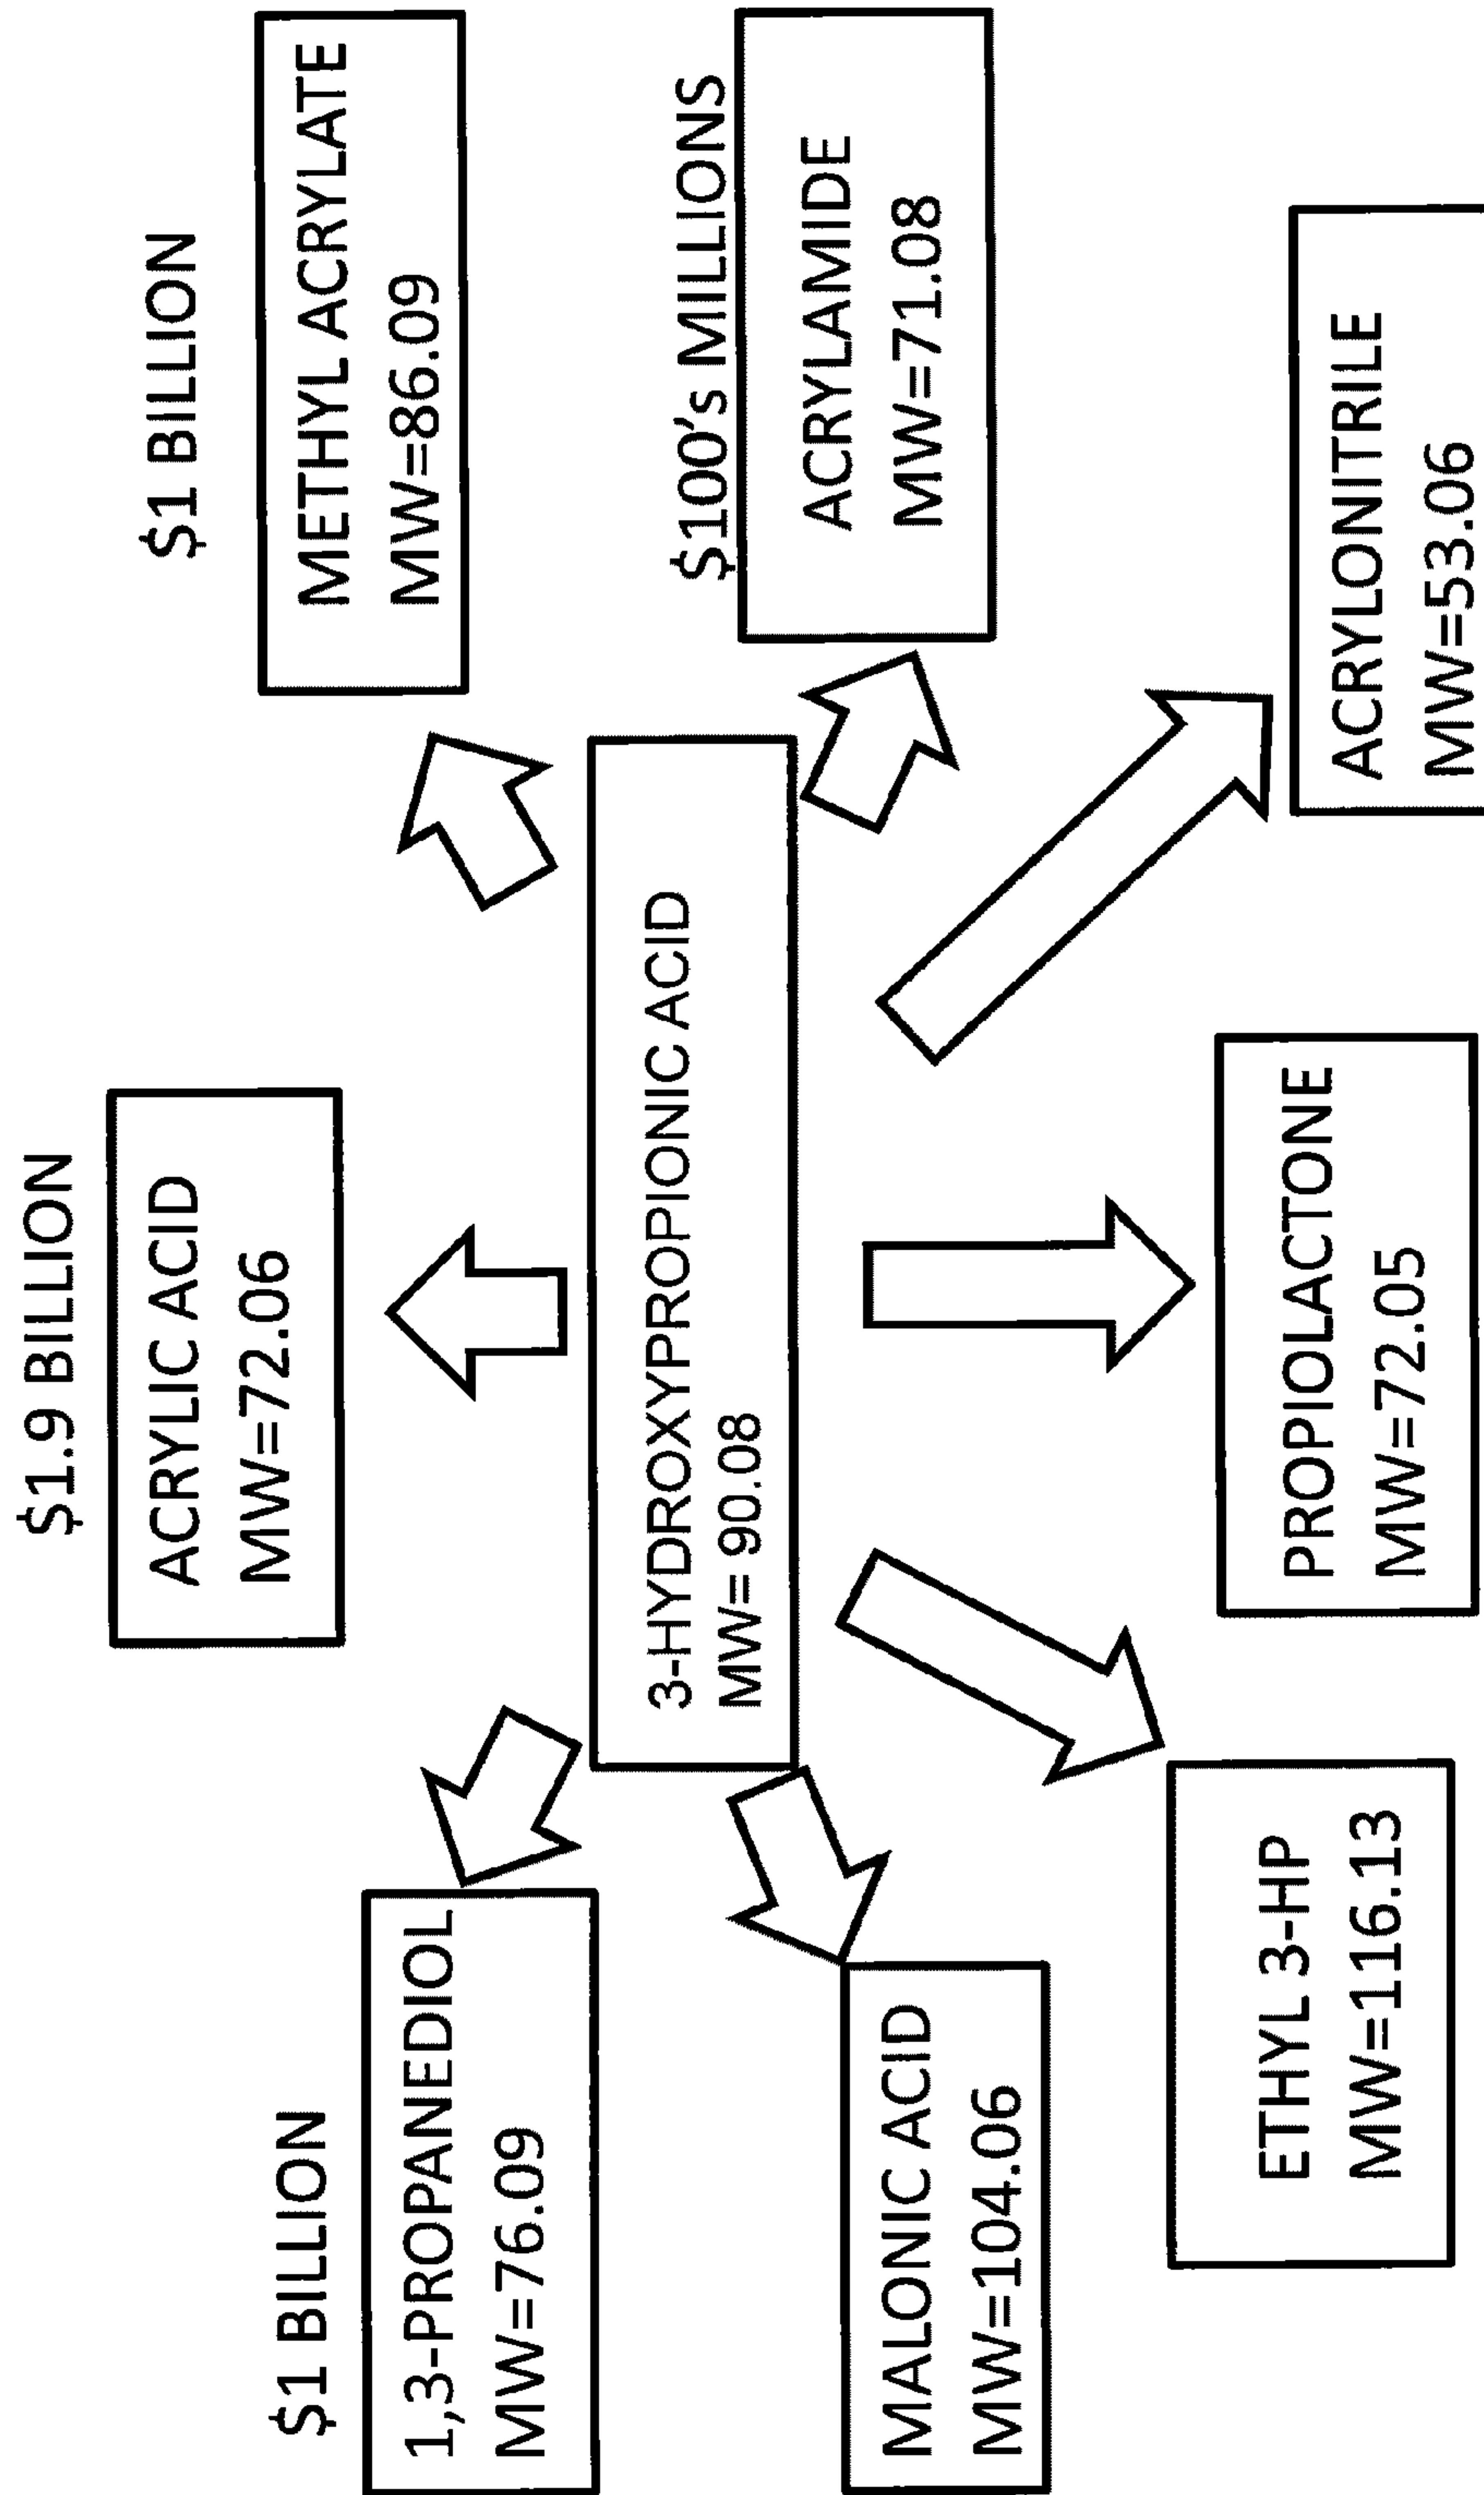 $1.9 BILLION
ACRYLIC ACID
MW=72.06
$1 BILLION
METHYL ACRYLATE
MW=86.09
$1 BILLION
1,3-PROPANEDIOL
MW=76.09
3-HYDROXYPROPIONIC ACID
MW= 90.08
$100's MILLIONS
ACRYLAMIDE
MW=71.08
MALONIC ACID
MW=104.06
ETHYL 3-HP
MW=116.13
PROPIOLACTONE
MW=72.05
ACRYLONITRILE
MW=53.06